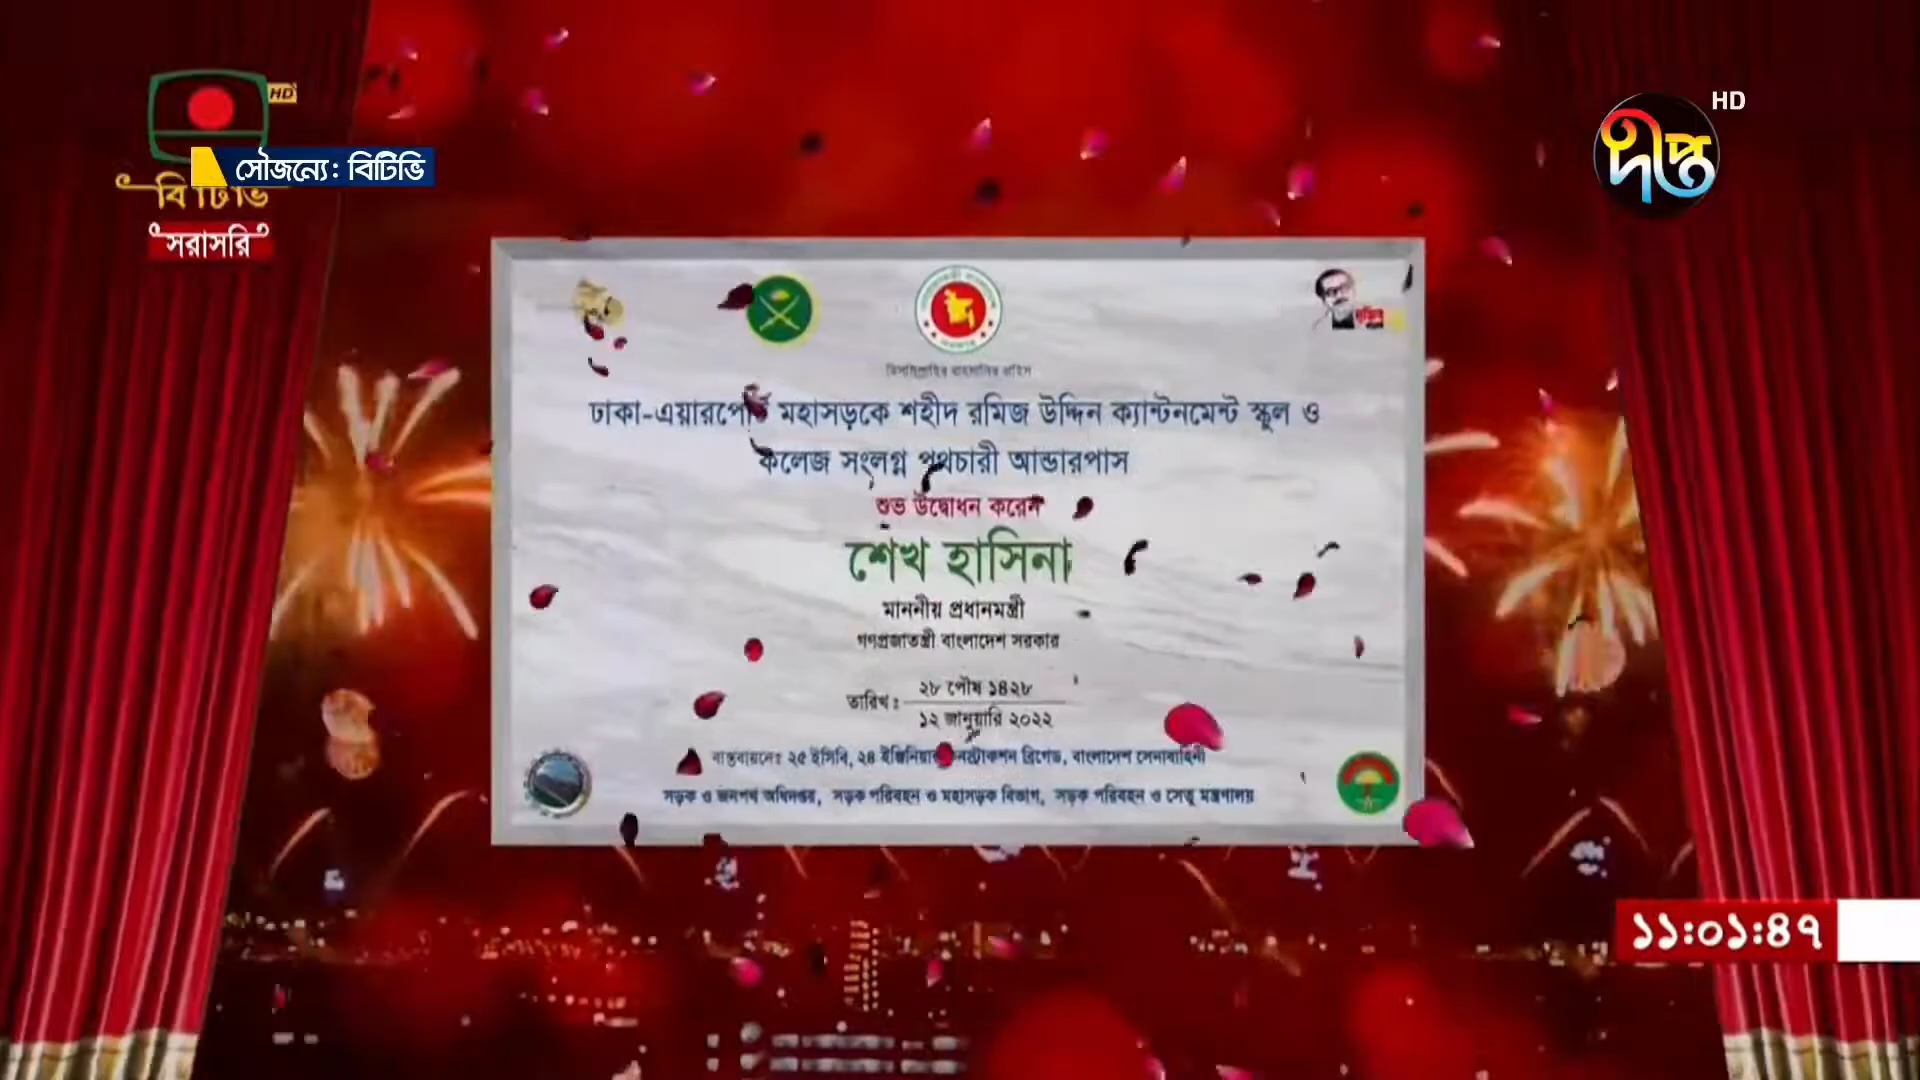 HD
সৌজন্যে: বিটিভি
বিটিভি
সরাসরি
HD
দীপ্ত
বিসমিল্লাহির রাহমানির রাহিম
ঢাকা-এয়ারপোর্ট মহাসড়কে শহীদ রমিজ উদ্দিন ক্যান্টনমেন্ট স্কুল ও
কলেজ সংলগ্ন পথচারী আন্ডারপাস
শুভ উদ্বোধন করেন
শেখ হাসিনা
মাননীয় প্রধানমন্ত্রী
গণপ্রজাতন্ত্রী বাংলাদেশ সরকার
তারিখ: ২৮ পৌষ ১৪২৮
১২ জানুয়ারি ২০২২
বাস্তবায়নেঃ ২৫ ইসিবি, ২৪ ইঞ্জিনিয়ার কনস্ট্রাকশন ব্রিগেড, বাংলাদেশ সেনাবাহিনী
সড়ক ও জনপথ অধিদপ্তর, সড়ক পরিবহন ও মহাসড়ক বিভাগ, সড়ক পরিবহন ও সেতু মন্ত্রণালয়
১১:০১:৪৭